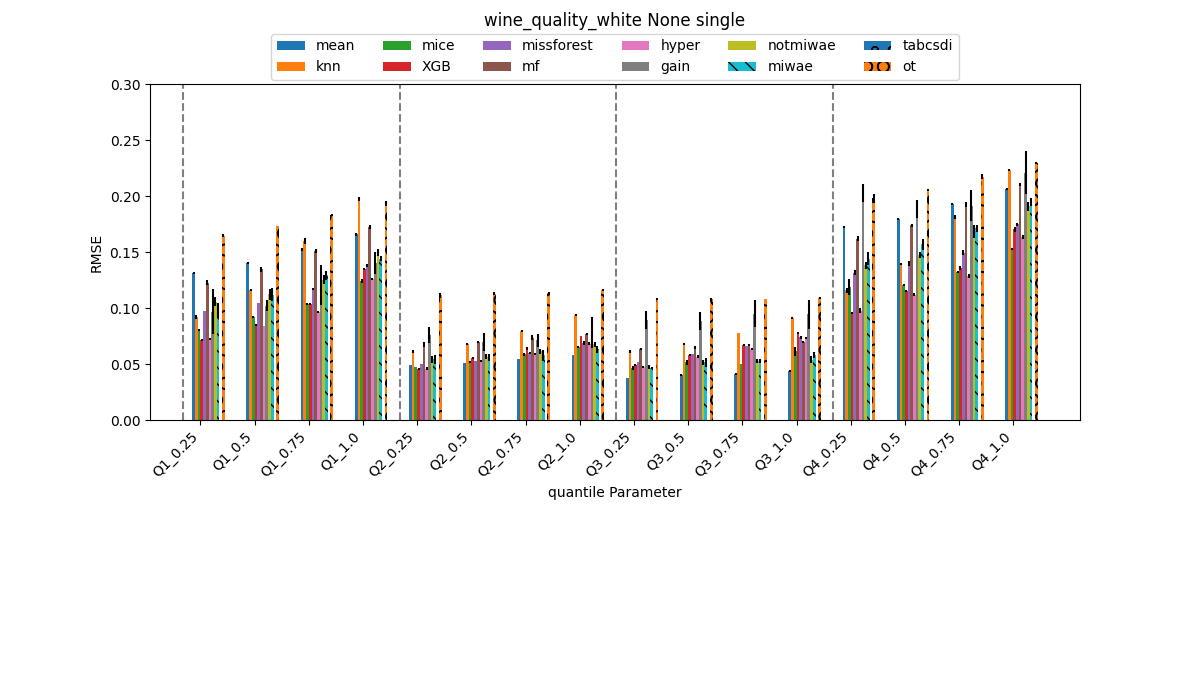 wine_quality_white None single
mean mice missforest hyper notmiwae tabcsdi
knn XGB mf gain miwae ot
0.30
0.25
0.20
0.15
0.10
0.05
0.00
RMSE
Q1_0.25 Q1_0.5 Q1_0.75 Q1_1.0 Q2_0.25 Q2_0.5 Q2_0.75 Q2_1.0 Q3_0.25 Q3_0.5 Q3_0.75 Q3_1.0 Q4_0.25 Q4_0.5 Q4_0.75 Q4_1.0
quantile Parameter